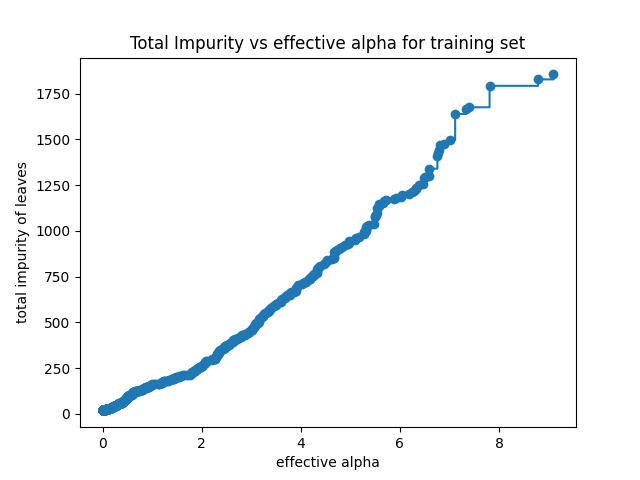 Total Impurity vs effective alpha for training set
1750
1500
1250
1000
750
500
250
0
total impurity of leaves
0 2 4 6 8
effective alpha